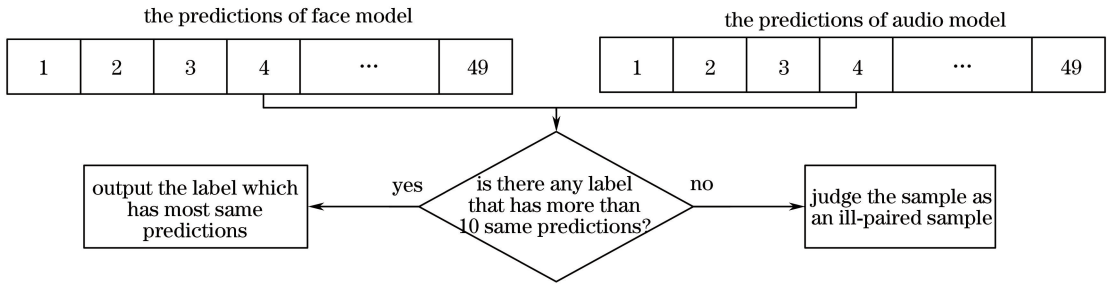 the predictions of face model
the predictions of audio model
1 2 3 4 ··· 49
1 2 3 4 ··· 49
yes
is there any label
that has more than
10 same predictions?
no
output the label which
has most same
predictions
judge the sample as
an ill-paired sample